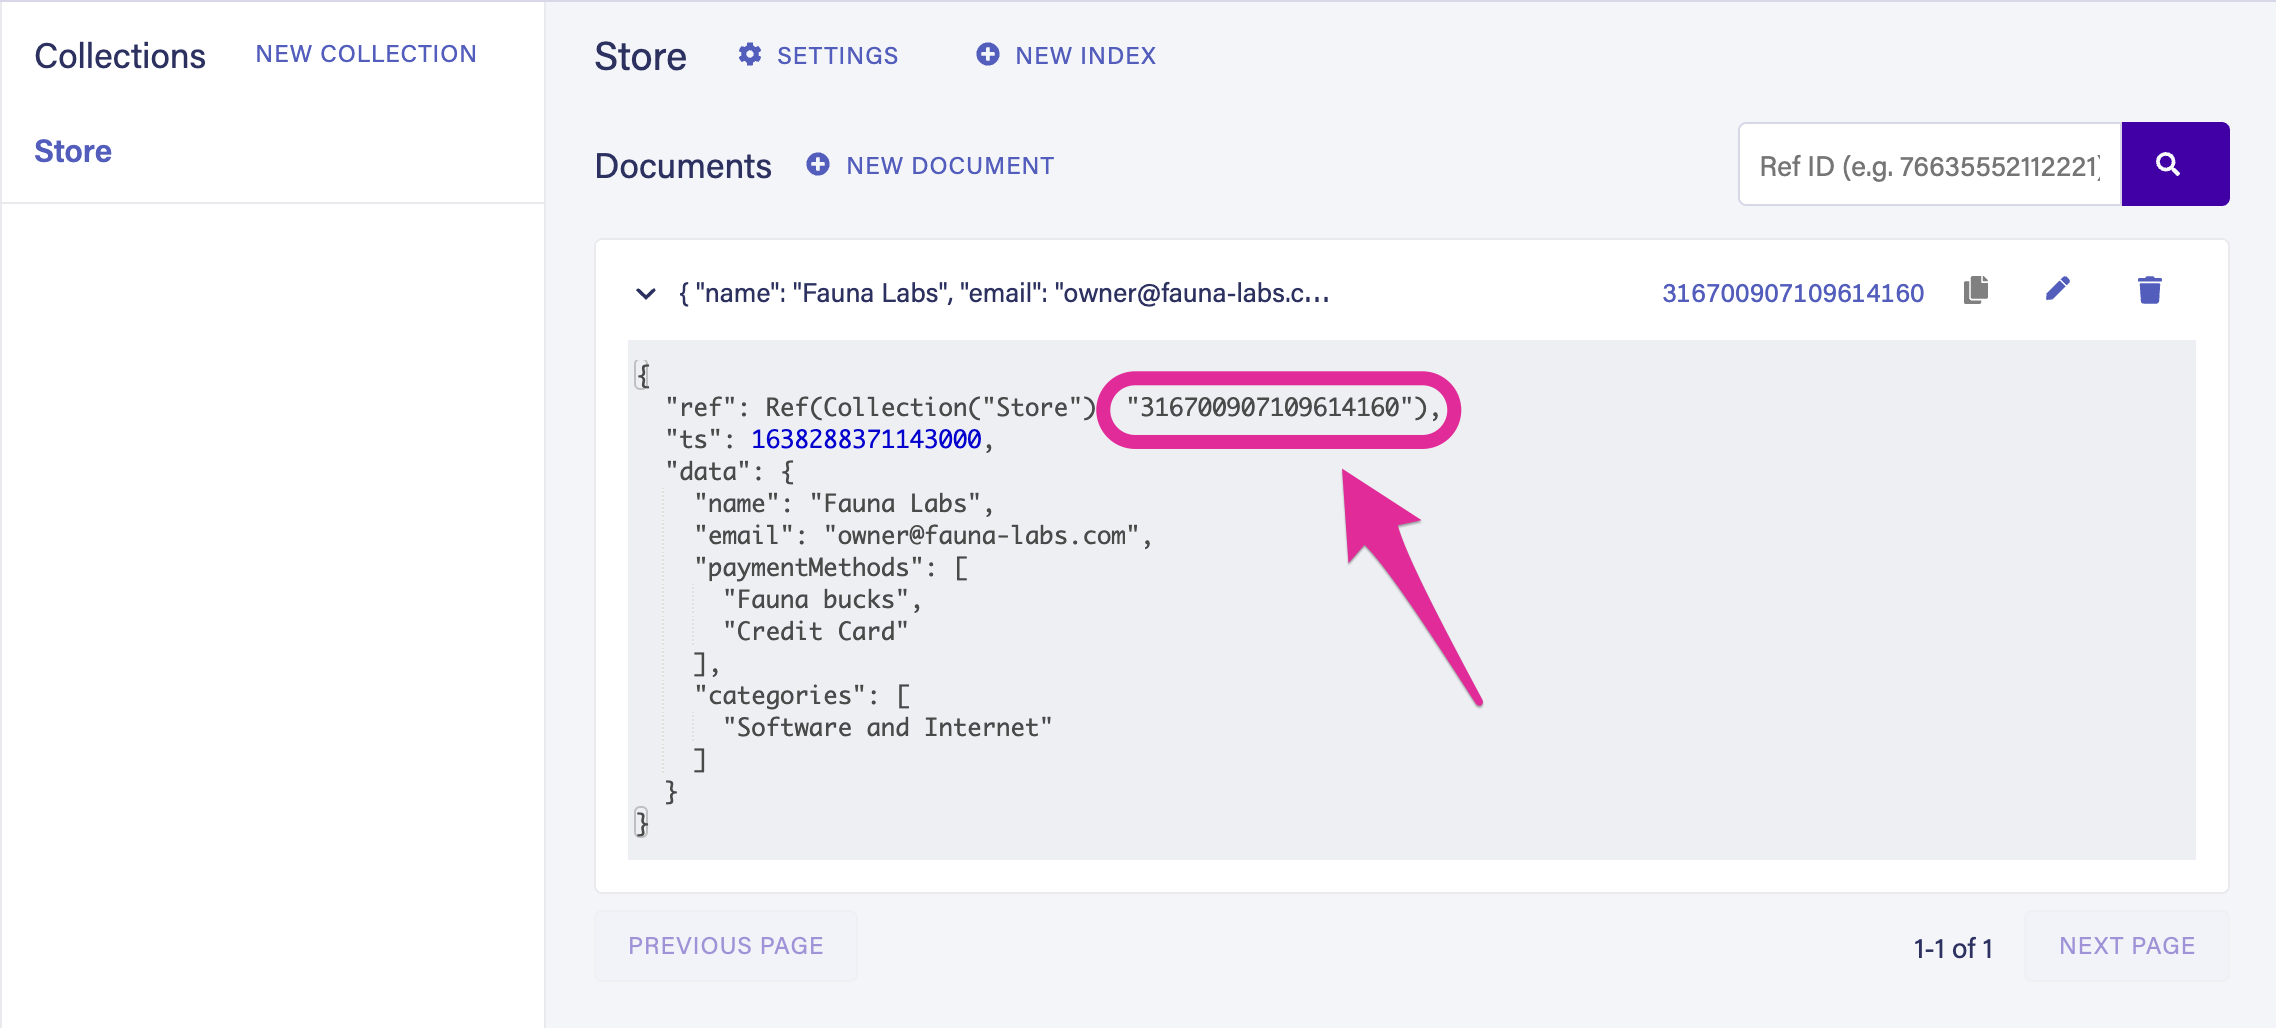 Collections NEW COLLECTION
Store
Store SETTINGS NEW INDEX
Documents NEW DOCUMENT
Ref ID (e.g. 76635552112221)
{ "name": "Fauna Labs", "email": "owner@fauna-labs.c... 316700907109614160
{
"ref": Ref(Collection("Store") "316700907109614160"),
"ts": 1638288371143000,
"data": {
"name": "Fauna Labs",
"email": "owner@fauna-labs.com",
"paymentMethods": [
"Fauna bucks",
"Credit Card"
],
"categories": [
"Software and Internet"
]
}
}
PREVIOUS PAGE 1-1 of 1 NEXT PAGE